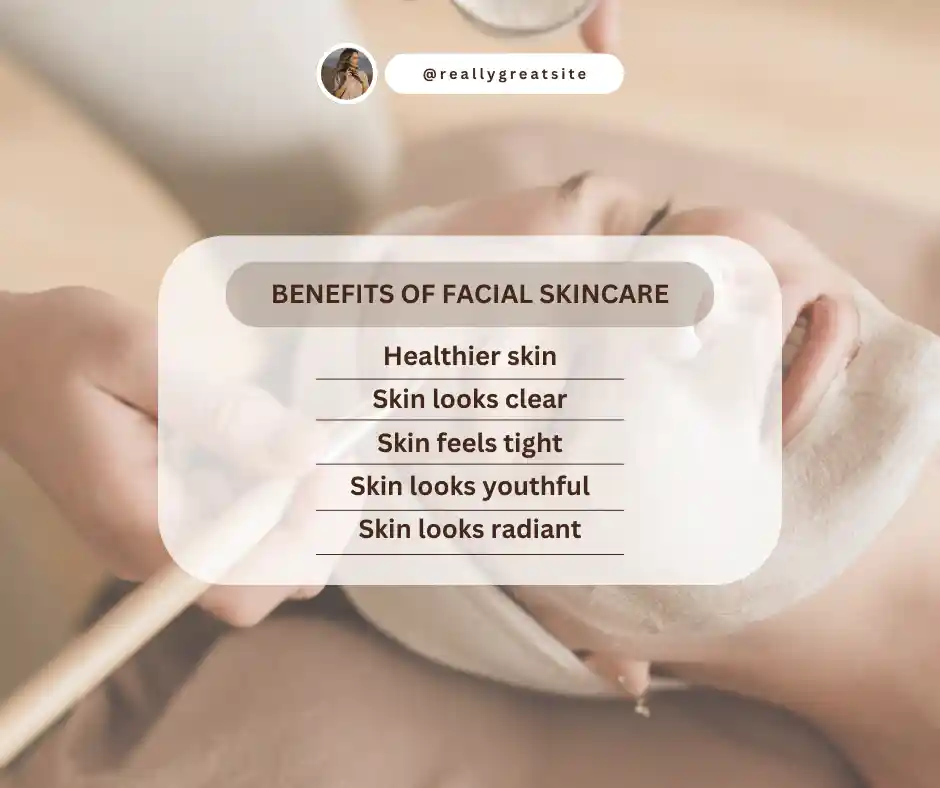 @reallygreatsite
BENEFITS OF FACIAL SKINCARE
Healthier skin
Skin looks clear
Skin feels tight
Skin looks youthful
Skin looks radiant